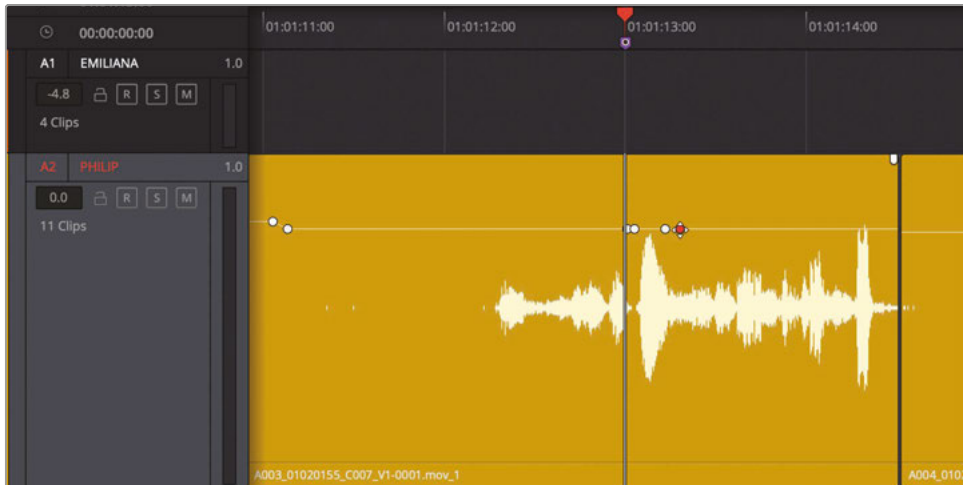 01:01:11:00 01:01:12:00 01:01:13:00 01:01:14:00
00:00:00:00
A1 EMILIANA 1.0
-4.8 R S M
4 Clips
A2 PHILIP 1.0
0.0 R S M
11 Clips
A003_01020155_C007_V1-0001.mov_1 A004_010